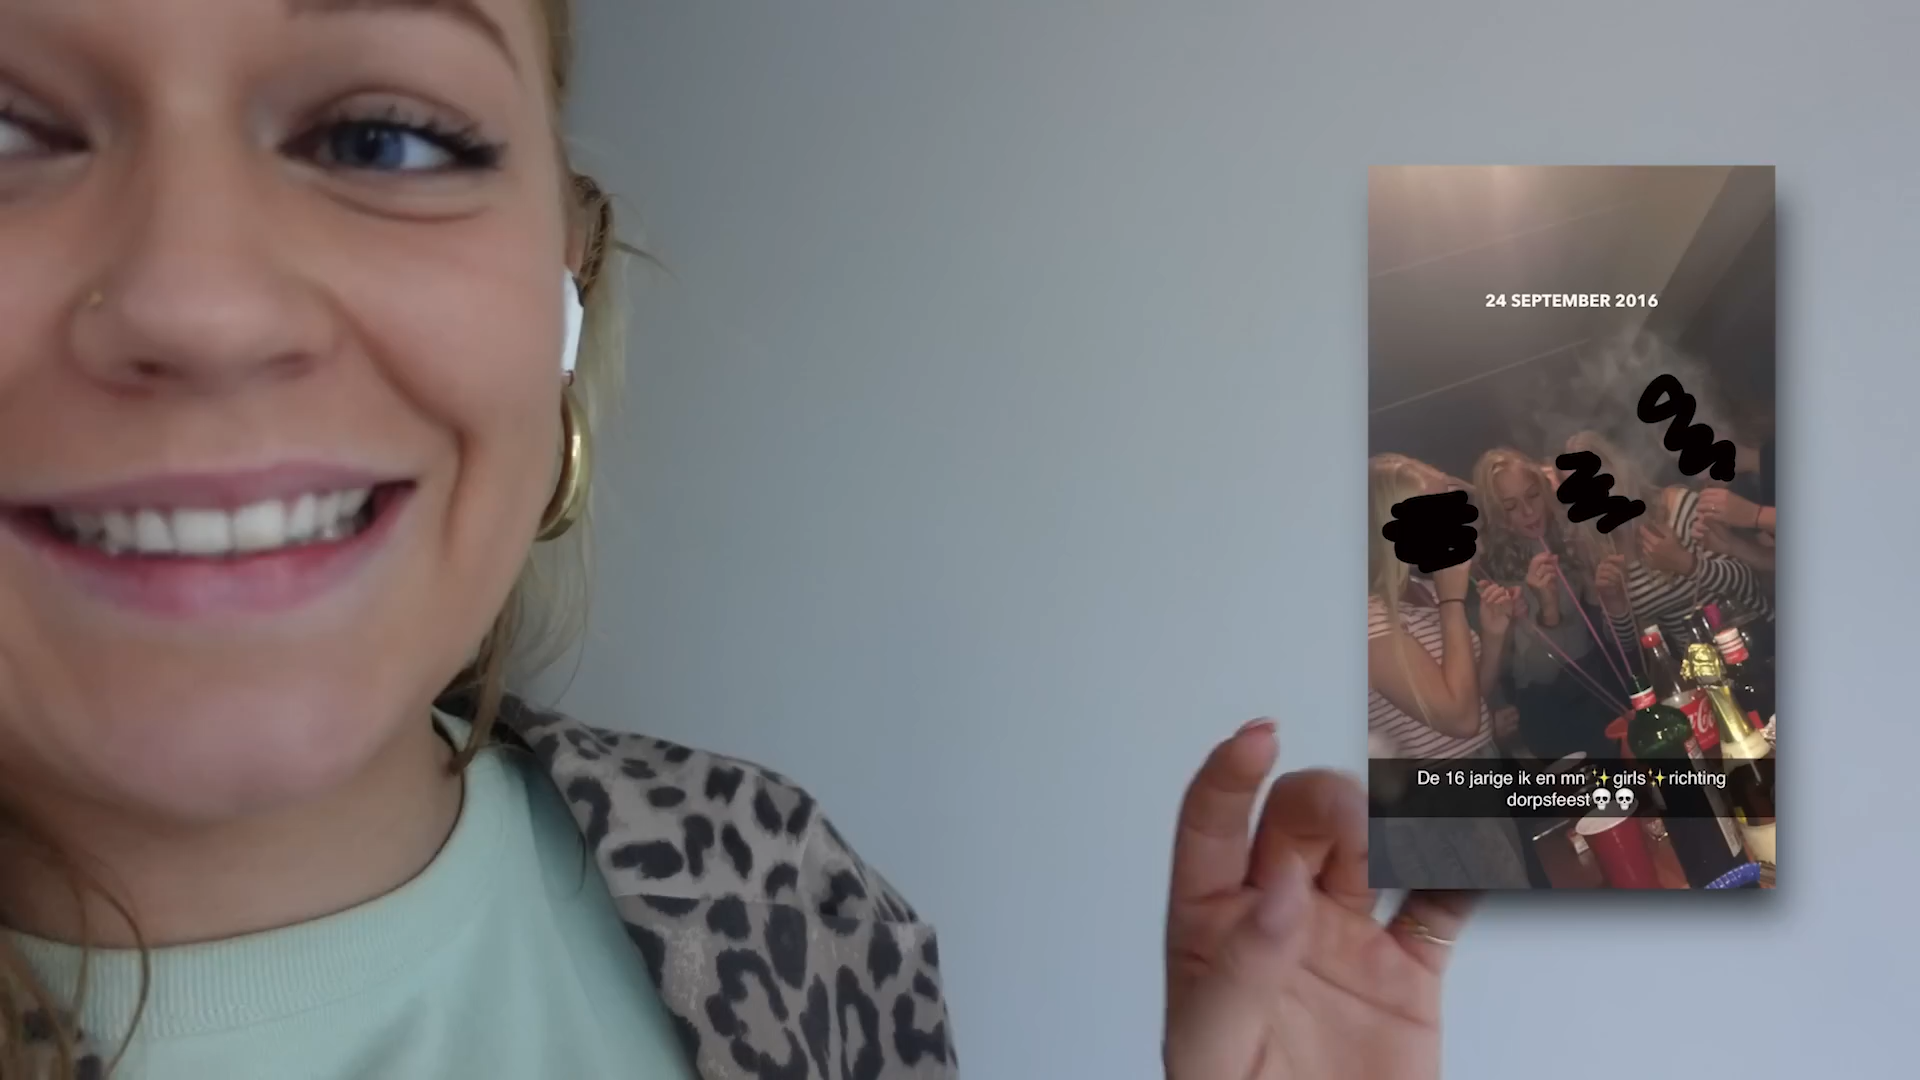 24 SEPTEMBER 2016
De 16 jarige ik en mn ✨girls✨richting
dorpsfeest💀💀